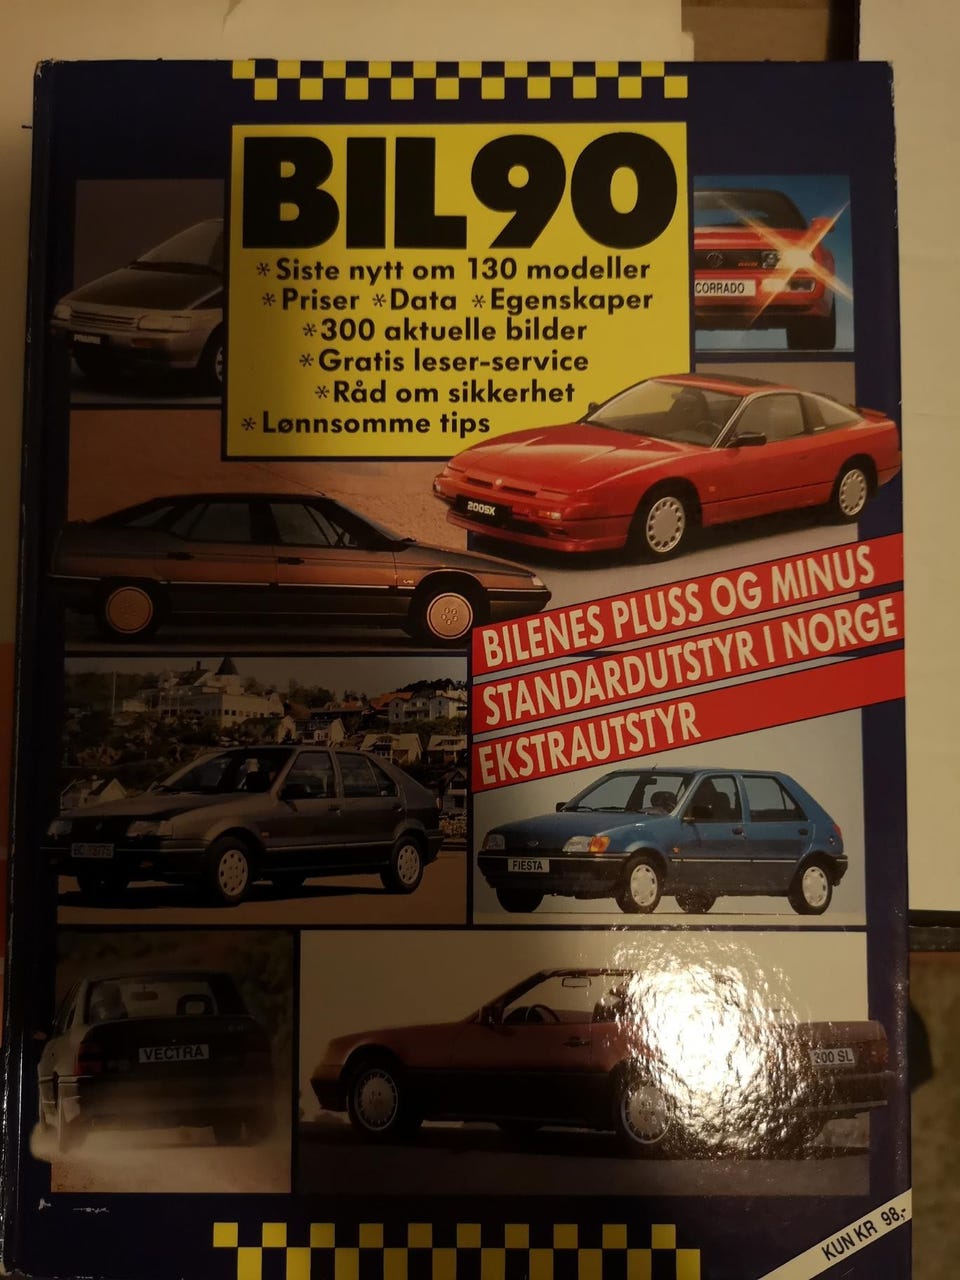 BIL90
*Siste nytt om 130 modeller
*Priser *Data *Egenskaper
*300 aktuelle bilder
*Gratis leser-service
*Råd om sikkerhet
*Lønnsomme tips
CORRADO
200SX
BILENES PLUSS OG MINUS
STANDARDUTSTYR I NORGE
EKSTRAUTSTYR
FIESTA
VECTRA
300 SL
KUN KR 98,-